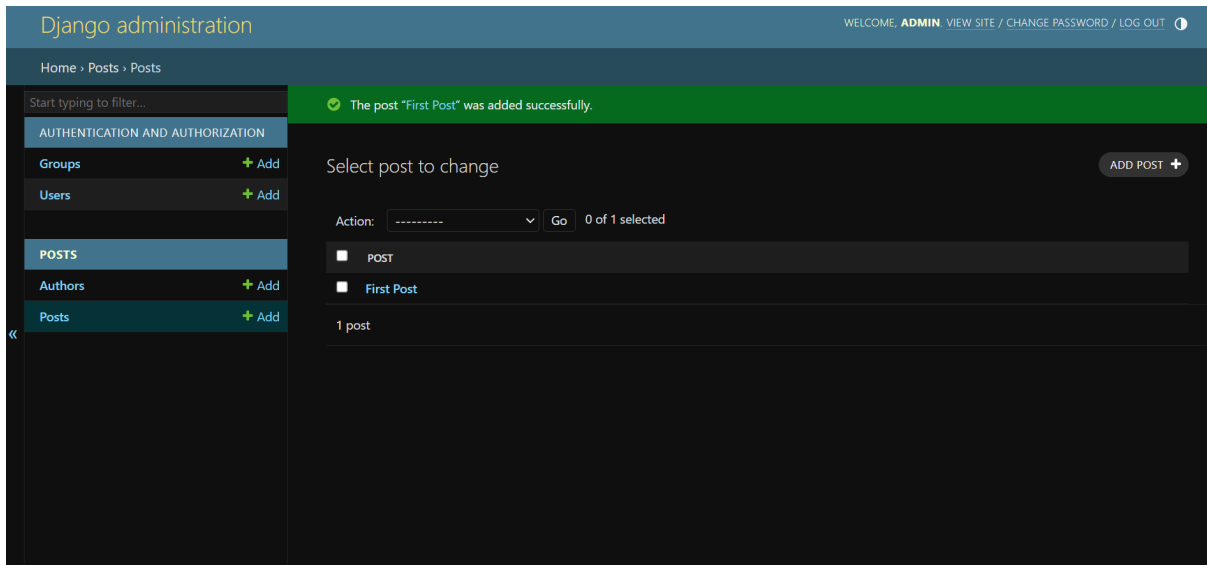 Django administration
WELCOME, ADMIN. VIEW SITE / CHANGE PASSWORD / LOG OUT
Home › Posts › Posts
Start typing to filter...
AUTHENTICATION AND AUTHORIZATION
Groups + Add
Users + Add
POSTS
Authors + Add
Posts + Add
«
The post “First Post” was added successfully.
Select post to change
ADD POST +
Action: --------- Go 0 of 1 selected
POST
First Post
1 post